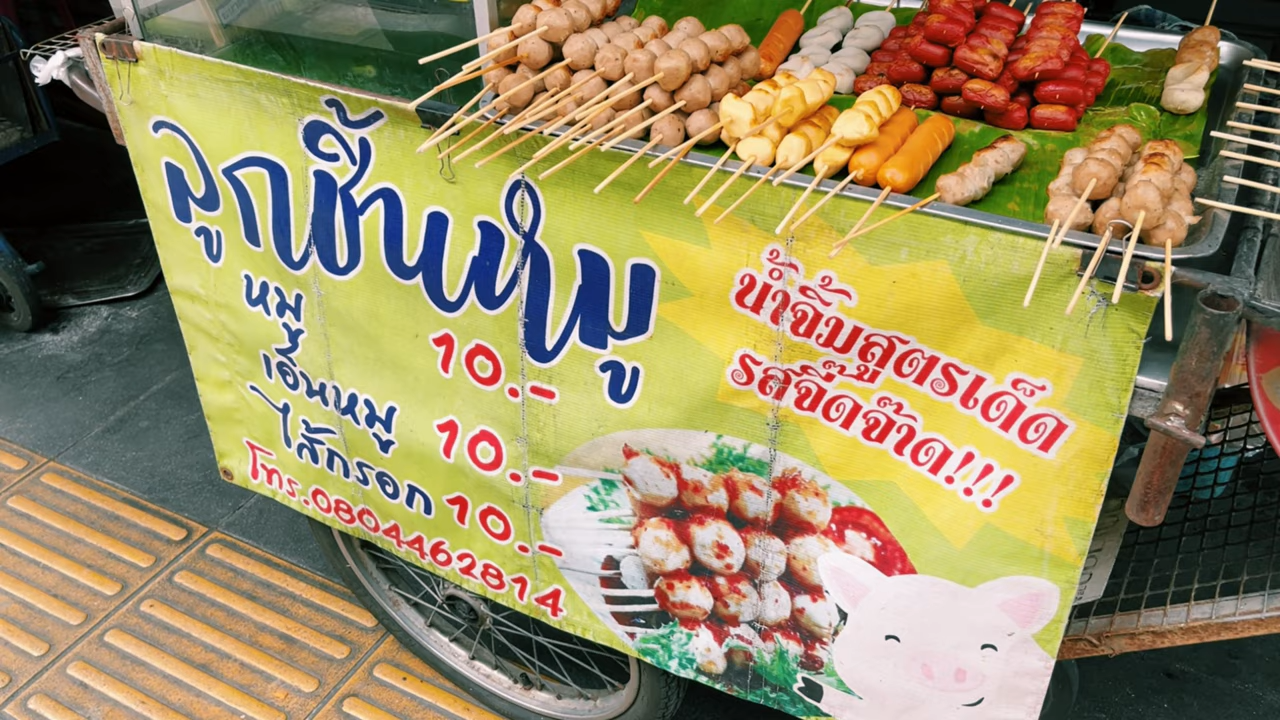 ลูกชิ้นหมู
หมู 10.-
เอ็นหมู 10.-
ไส้กรอก 10.-
โทร.0804462814
น้ำจิ้มสูตรเด็ด
รสจี๊ดจ๊าด!!!